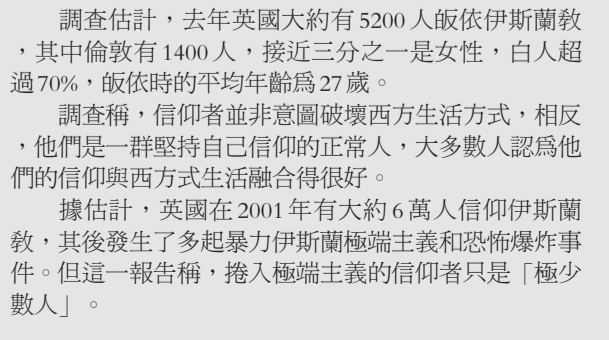 調查估計，去年英國大約有5200人皈依伊斯蘭敎
，其中倫敦有1400人，接近三分之一是女性，白人超
過70%，皈依時的平均年齡爲27歲。
調查稱，信仰者並非意圖破壞西方生活方式，相反
，他們是一群堅持自己信仰的正常人，大多數人認爲他
們的信仰與西方式生活融合得很好。
據估計，英國在2001年有大約6萬人信仰伊斯蘭
敎，其後發生了多起暴力伊斯蘭極端主義和恐怖爆炸事
件。但這一報告稱，捲入極端主義的信仰者只是「極少
數人」。